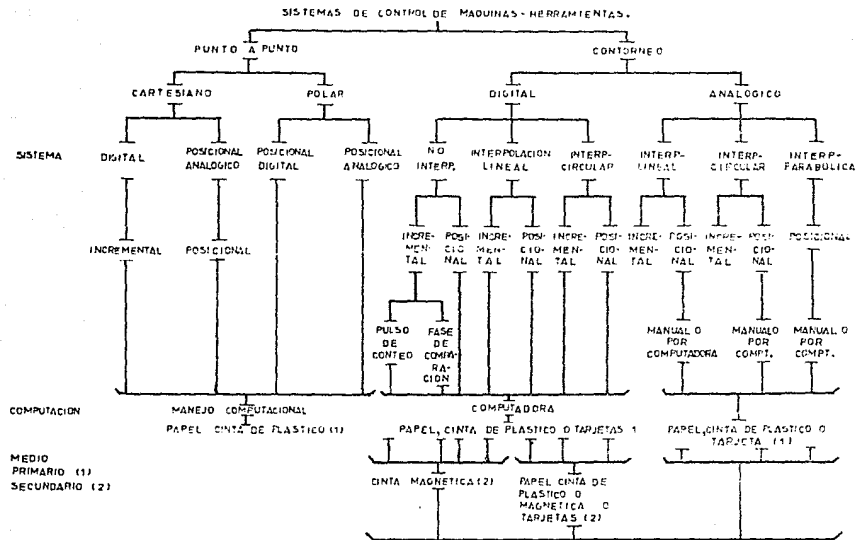 SISTEMAS DE CONTROL DE MAQUINAS-HERRAMIENTAS.
PUNTO A PUNTO
CONTORNEO
CARTESIANO
POLAR
DIGITAL
ANALOGICO
SISTEMA
DIGITAL
POSICIONAL
ANALOGICO
POSICIONAL
DIGITAL
POSICIONAL
ANALOGICO
NO
INTERP.
INTERPOLACION
LINEAL
INTERP-
CIRCULAR
INTERP-
LINEAL
INTERP-
CIRCULAR
INTERP-
PARABOLICA
INCREMENTAL
POSICIONAL
INCRE-
MEN-
TAL
POSI-
CIO-
NAL
INCRE-
MEN-
TAL
POSI-
CIO-
NAL
INCRE-
MEN-
TAL
POSI-
CIO-
NAL
INCRE-
MEN-
TAL
POSI-
CIO-
NAL
INCRE-
MEN-
TAL
POSI-
CIO-
NAL
POSICIONAL
PULSO
DE
CONTEO
FASE
DE
COMPA-
RA-
CION
MANUAL O
POR
COMPUTADORA
MANUAL O
POR
COMPT.
MANUAL O
POR
COMPT.
COMPUTACION
MANEJO COMPUTACIONAL
COMPUTADORA
PAPEL CINTA DE PLASTICO (1)
PAPEL, CINTA DE PLASTICO O TARJETAS 1
PAPEL, CINTA DE PLASTICO O
TARJETA (1)
MEDIO
PRIMARIO (1)
SECUNDARIO (2)
CINTA MAGNETICA (2)
PAPEL CINTA DE
PLASTICO O
MAGNETICA O
TARJETAS (2)